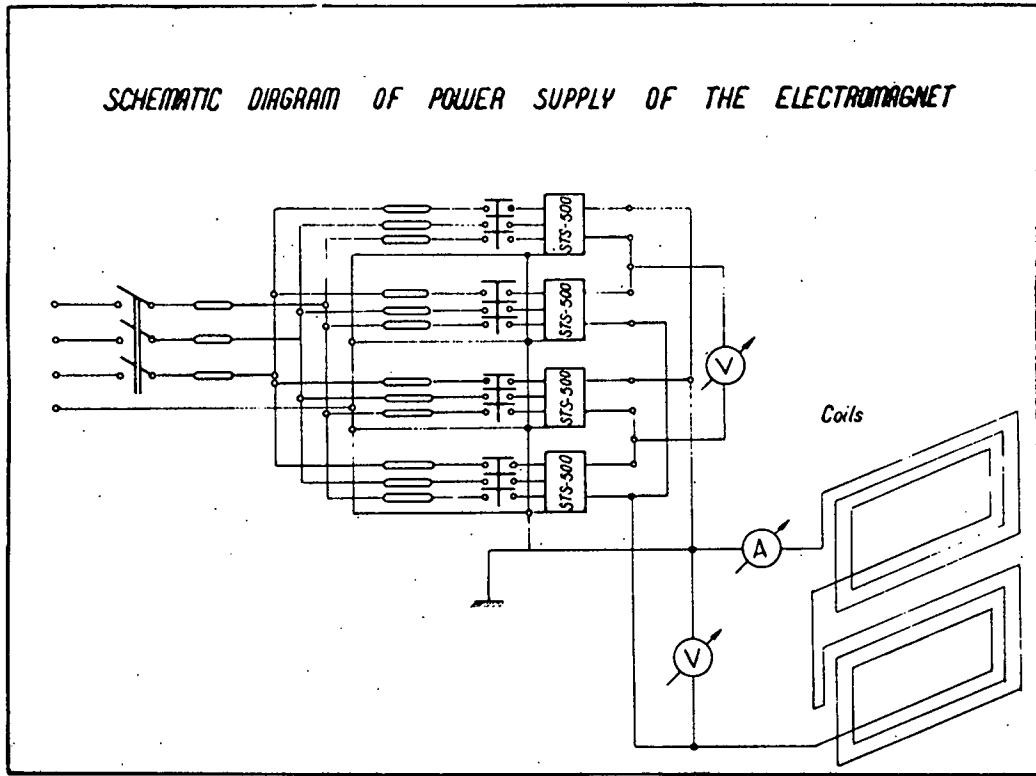 SCHEMATIC DIAGRAM OF POWER SUPPLY OF THE ELECTROMAGNET
STS-500
STS-500
V
STS-500
Coils
STS-500
A
V